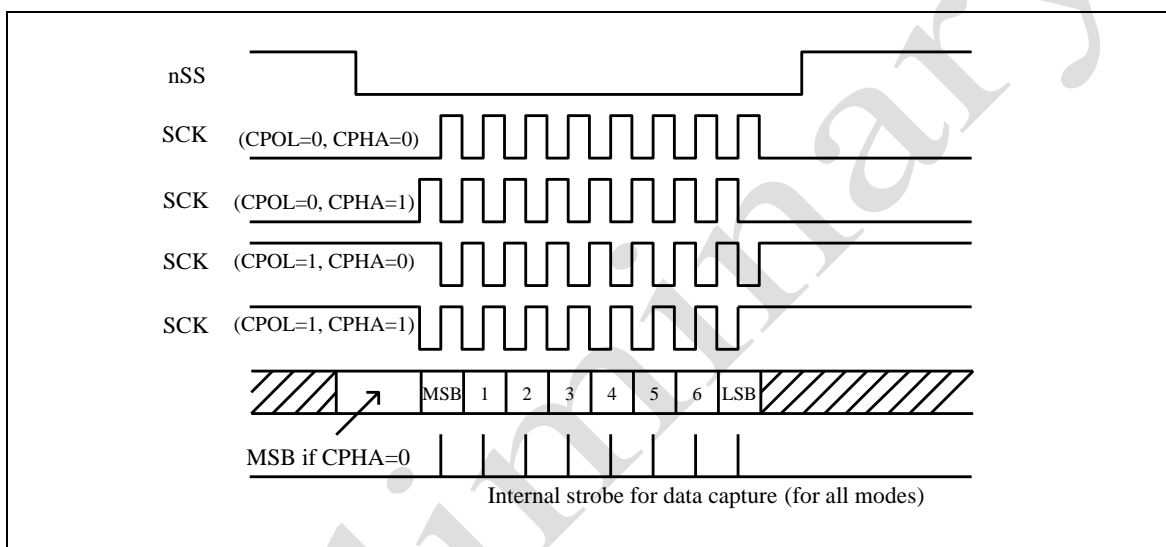 nSS
SCK (CPOL=0, CPHA=0)
SCK (CPOL=0, CPHA=1)
SCK (CPOL=1, CPHA=0)
SCK (CPOL=1, CPHA=1)
MSB 1 2 3 4 5 6 LSB
MSB if CPHA=0
Internal strobe for data capture (for all modes)
liminary